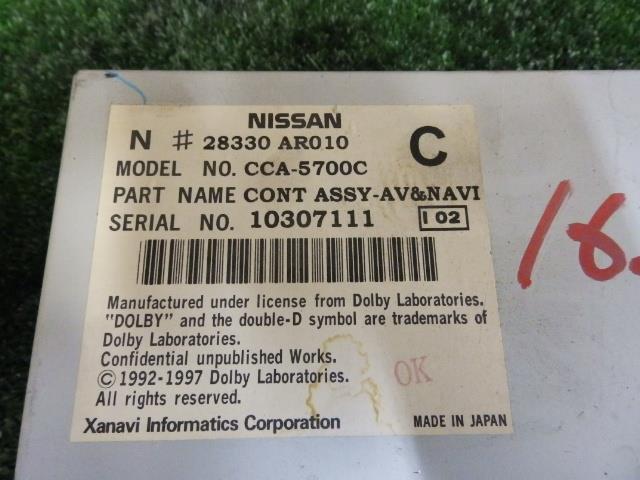 NISSAN
N # 28330 AR010
C
MODEL NO. CCA-5700C
PART NAME CONT ASSY-AV&NAVI
SERIAL NO. 10307111
I 02
Manufactured under license from Dolby Laboratories.
"DOLBY" and the double-D symbol are trademarks of
Dolby Laboratories.
Confidential unpublished Works.
© 1992-1997 Dolby Laboratories.
All rights reserved.
OK
Xanavi Informatics Corporation
MADE IN JAPAN